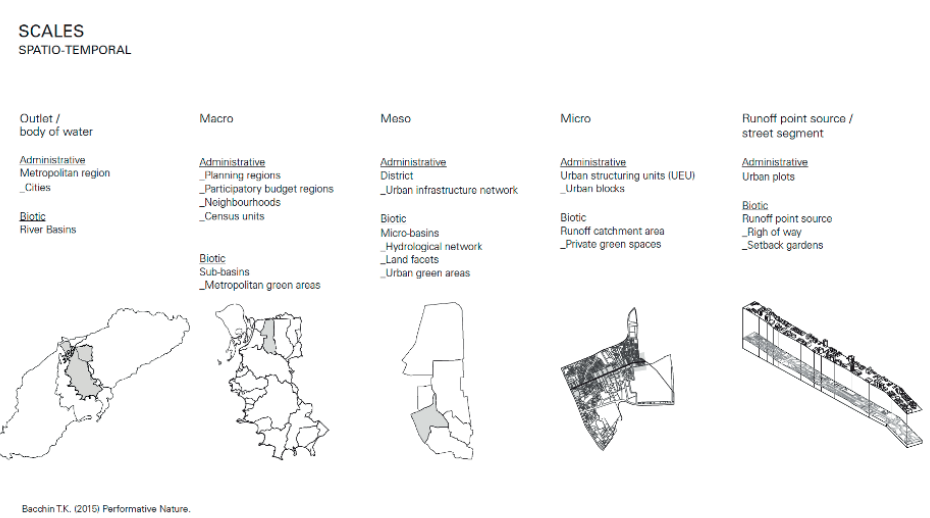 SCALES
SPATIO-TEMPORAL
Outlet /
body of water
Administrative
Metropolitan region
_Cities
Biotic
River Basins
Macro
Administrative
_Planning regions
_Participatory budget regions
_Neighbourhoods
_Census units
Biotic
Sub-basins
_Metropolitan green areas
Meso
Administrative
District
_Urban infrastructure network
Biotic
Micro-basins
_Hydrological network
_Land facets
_Urban green areas
Micro
Administrative
Urban structuring units (UEU)
_Urban blocks
Biotic
Runoff catchment area
_Private green spaces
Runoff point source /
street segment
Administrative
Urban plots
Biotic
Runoff point source
_Righ of way
_Setback gardens
Bacchin T.K. (2015) Performative Nature.